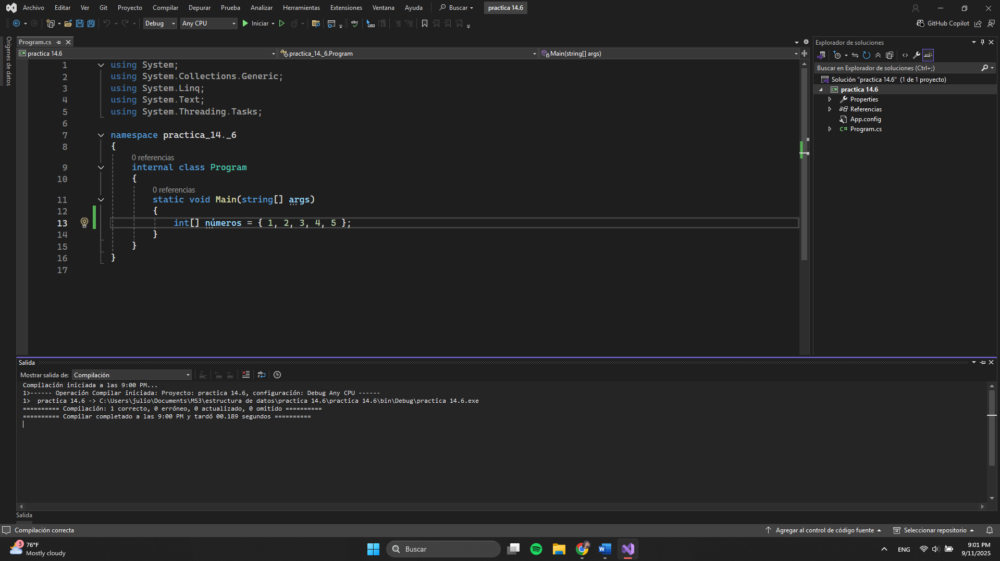 Archivo Editar Ver Git Proyecto Compilar Depurar Prueba Analizar Herramientas Extensiones Ventana Ayuda Buscar practica 14.6
Debug Any CPU Iniciar GitHub Copilot
Orígenes de datos
Program.cs
practica 14.6 practica_14._6.Program Main(string[] args)
1 using System;
2 using System.Collections.Generic;
3 using System.Linq;
4 using System.Text;
5 using System.Threading.Tasks;
6
7 namespace practica_14._6
8 {
0 referencias
9 internal class Program
10 {
0 referencias
11 static void Main(string[] args)
12 {
13 int[] números = { 1, 2, 3, 4, 5 };
14 }
15 }
16 }
17
Explorador de soluciones
Buscar en Explorador de soluciones (Ctrl+;)
Solución "practica 14.6" (1 de 1 proyecto)
C# practica 14.6
Properties
Referencias
App.config
C# Program.cs
Salida
Mostrar salida de: Compilación
Compilación iniciada a las 9:00 PM...
1>------ Operación Compilar iniciada: Proyecto: practica 14.6, configuración: Debug Any CPU ------
1>  practica 14.6 -> C:\Users\julio\Documents\MS3\estructura de datos\practica 14.6\practica 14.6\bin\Debug\practica 14.6.exe
========== Compilación: 1 correcto, 0 erróneo, 0 actualizado, 0 omitido ==========
========== Compilar completado a las 9:00 PM y tardó 00.189 segundos ==========
Salida
Compilación correcta Agregar al control de código fuente Seleccionar repositorio
3 76°F
Mostly cloudy
Buscar
ENG
9:01 PM
9/11/2025